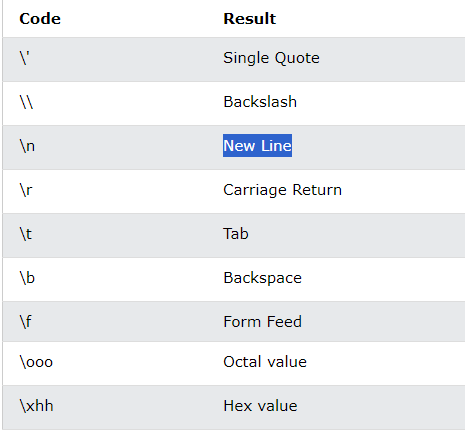 Code Result
\' Single Quote
\\ Backslash
\n New Line
\r Carriage Return
\t Tab
\b Backspace
\f Form Feed
\ooo Octal value
\xhh Hex value